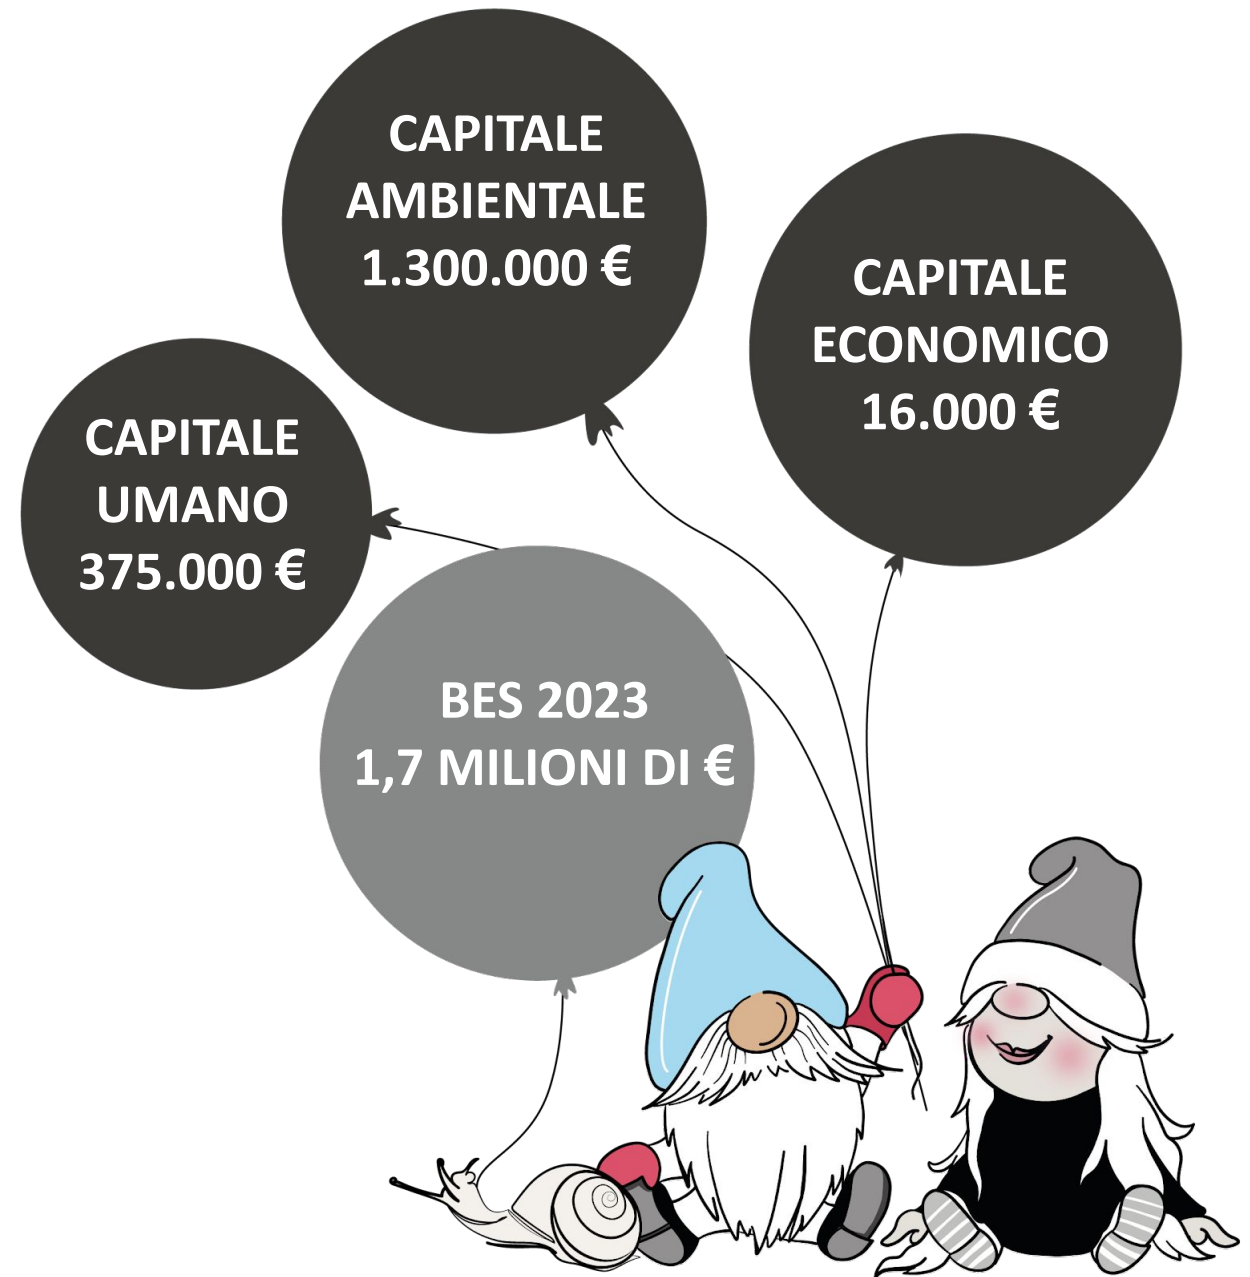 CAPITALE
AMBIENTALE
1.300.000 €
CAPITALE
ECONOMICO
16.000 €
CAPITALE
UMANO
375.000 €
BES 2023
1,7 MILIONI DI €